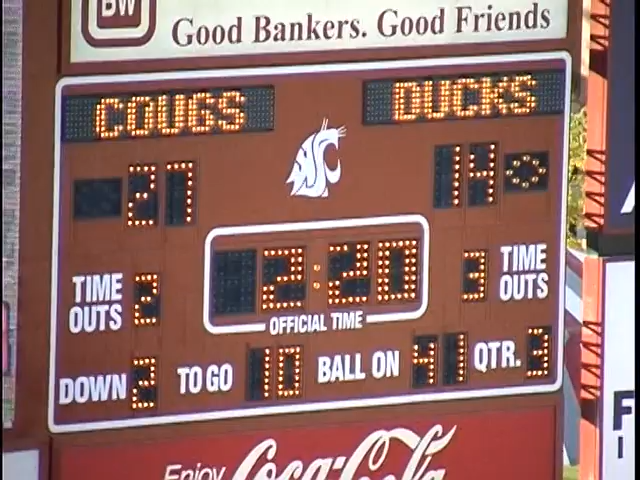 BW
Good Bankers. Good Friends
COUGS DUCKS
27 14
2:20
TIME OUTS 2
3 TIME OUTS
OFFICIAL TIME
DOWN 2 TO GO 10 BALL ON 41 QTR. 3
Enjoy
Coca-Cola